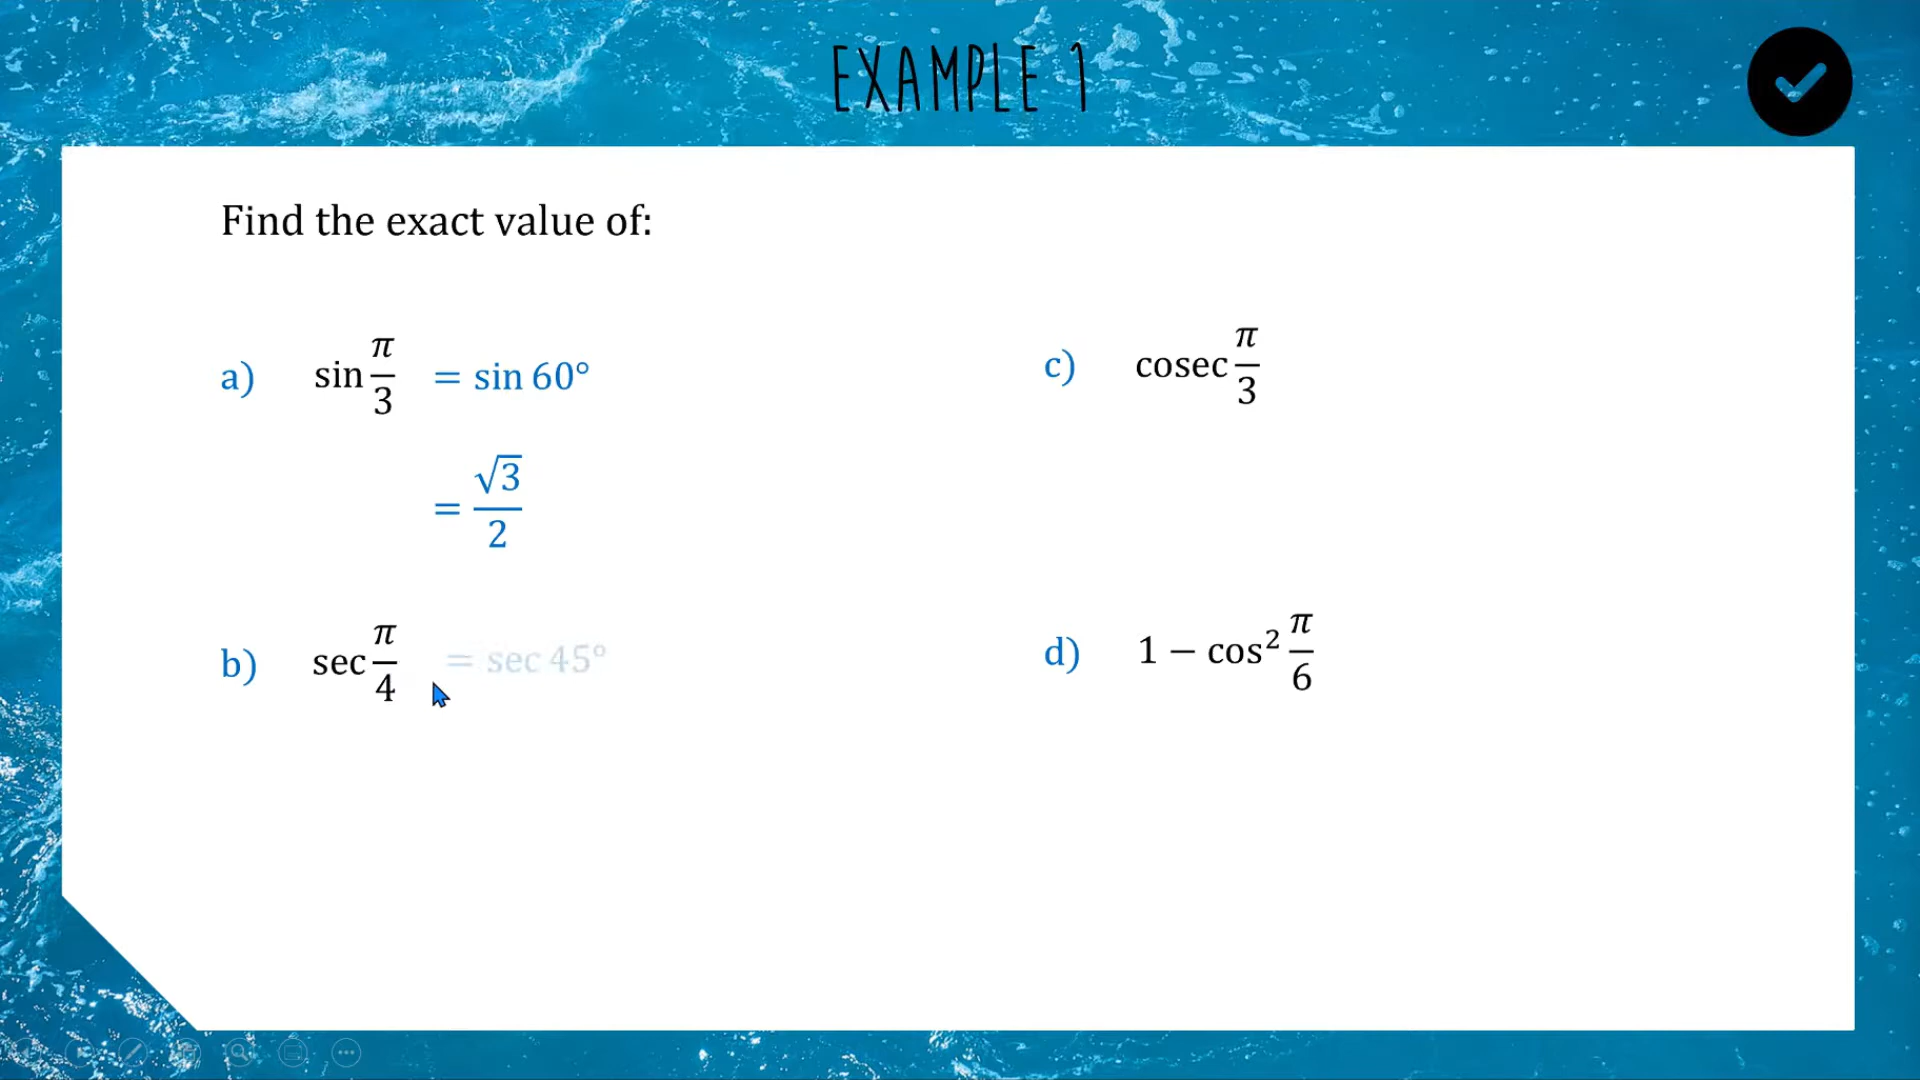 EXAMPLE 1
Find the exact value of:
a) sin π/3 = sin 60°
= √3/2
b) sec π/4 = sec 45°
c) cosec π/3
d) 1 − cos² π/6